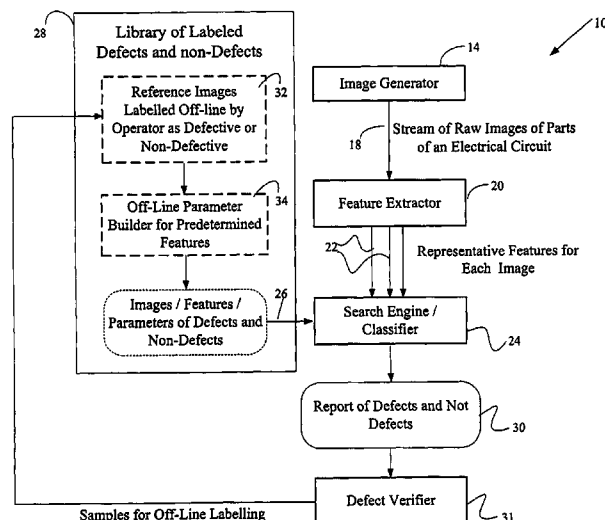 28
Library of Labeled
Defects and non-Defects
Reference Images
Labelled Off-line by
Operator as Defective or
Non-Defective
32
Off-Line Parameter
Builder for Predetermined
Features
34
Images / Features /
Parameters of Defects and
Non-Defects
26
10
14
Image Generator
18
Stream of Raw Images of Parts
of an Electrical Circuit
20
Feature Extractor
22
Representative Features for
Each Image
Search Engine /
Classifier
24
Report of Defects and Not
Defects
30
Defect Verifier
31
Samples for Off-Line Labelling